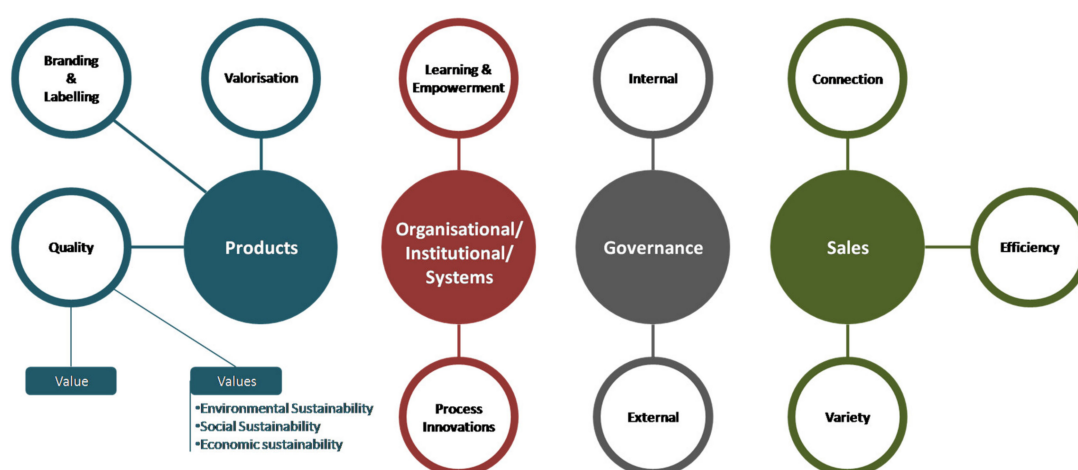 Branding
&
Labelling
Valorisation
Learning &
Empowerment
Internal
Connection
Quality
Products
Organisational/
Institutional/
Systems
Governance
Sales
Efficiency
Value
Values
•Environmental Sustainability
•Social Sustainability
•Economic sustainability
Process
Innovations
External
Variety